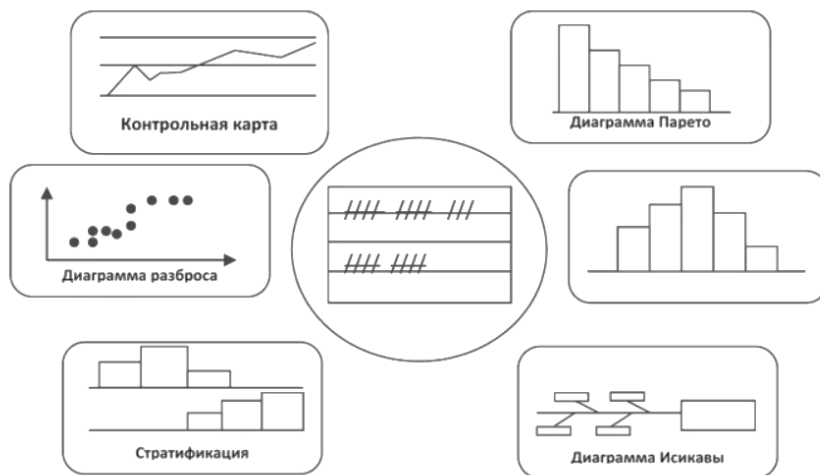 Контрольная карта
Диаграмма Парето
Диаграмма разброса
Стратификация
Диаграмма Исикавы